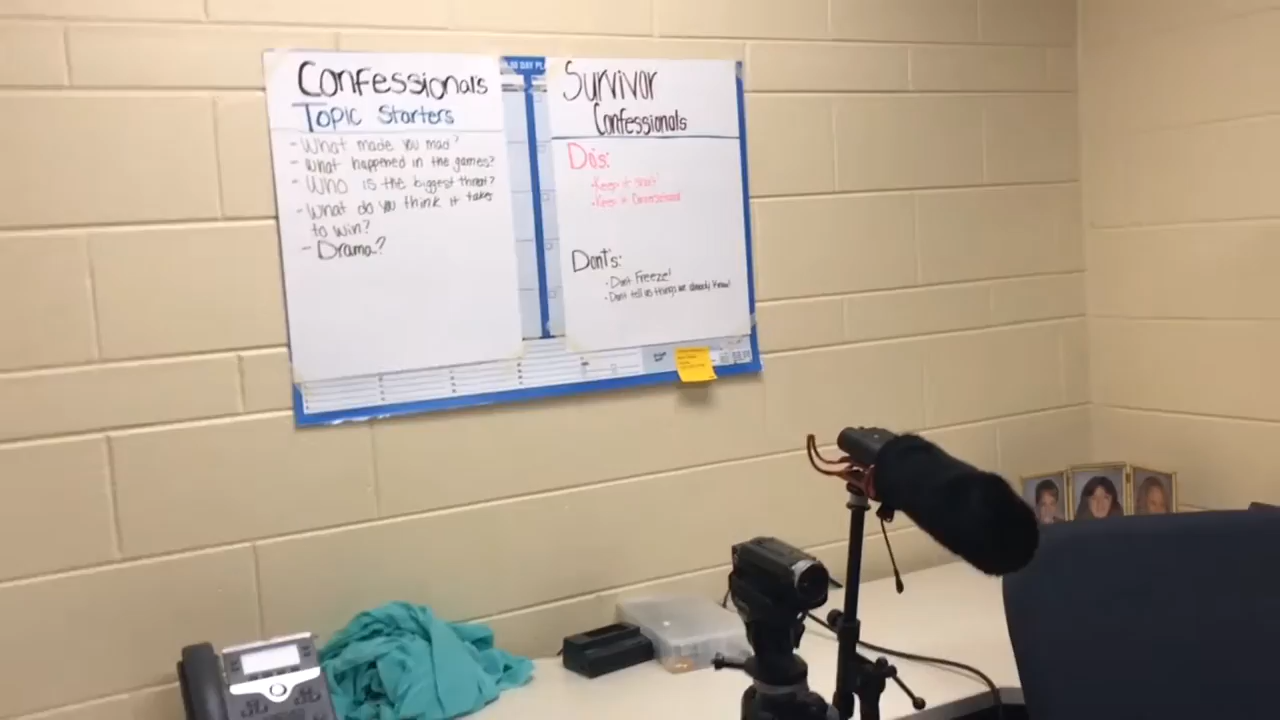 Confessionals
Topic Starters
- What made you mad?
- What happened in the games?
- Who is the biggest threat?
- What do you think it takes
to win?
- Drama?
Survivor
Confessionals
Do's:
- Keep it short!
- Keep it Conversational
Dont's:
- Don't Freeze!
- Don't tell us things we already know!